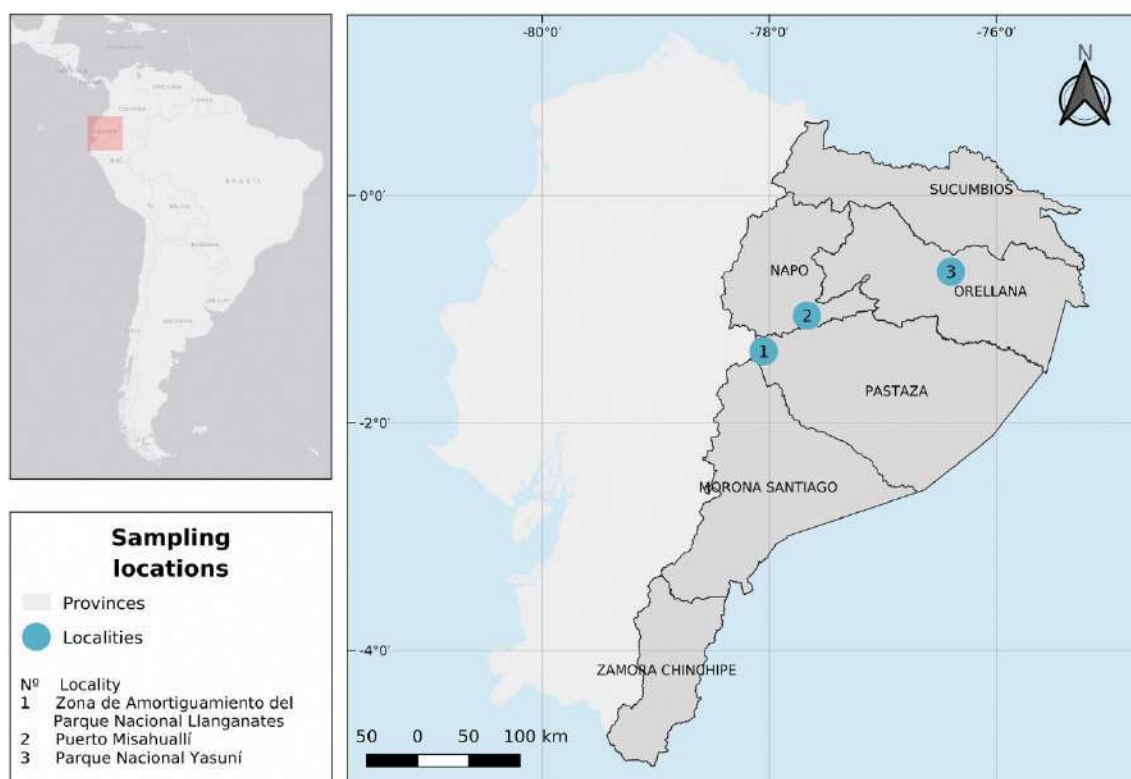 -80°0′
-78°0′
-76°0′
N
0°0′
-2°0′
-4°0′
SUCUMBIOS
NAPO
3
ORELLANA
2
1
PASTAZA
MORONA SANTIAGO
ZAMORA CHINCHIPE
50 0 50 100 km
BRASIL
Sampling
locations
Provinces
Localities
Nº Locality
1 Zona de Amortiguamiento del
Parque Nacional Llanganates
2 Puerto Misahuallí
3 Parque Nacional Yasuní